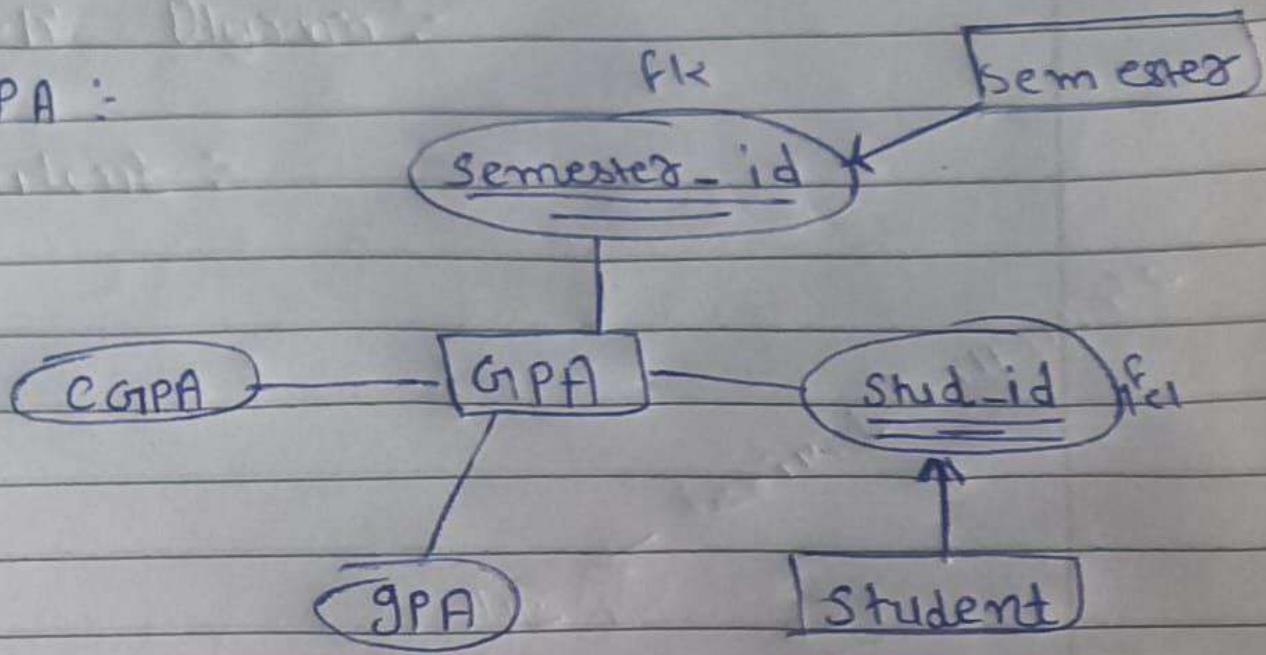 PA :-
fk
semester
semester_id
CGPA
GPA
Stud_id
gPA
Student